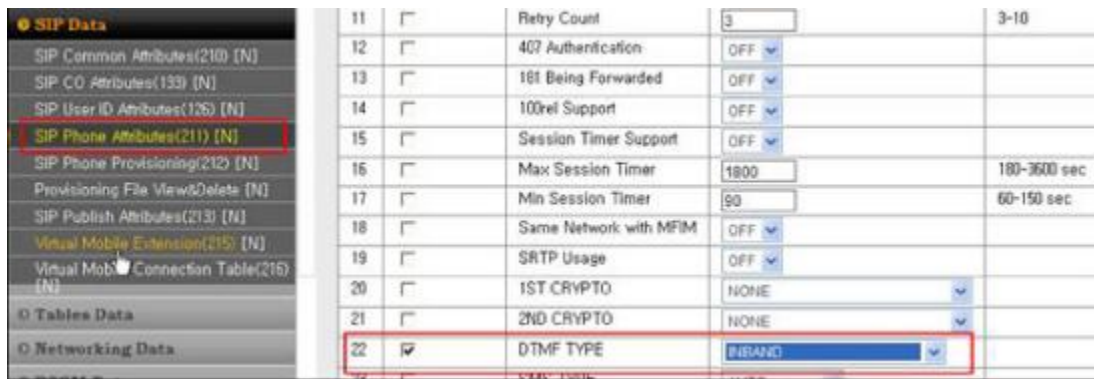 SIP Data
SIP Common Attributes(210) [N]
SIP CO Attributes(133) [N]
SIP User ID Attributes(126) [N]
SIP Phone Attributes(211) [N]
SIP Phone Provisioning(212) [N]
Provisioning File View&Delete [N]
SIP Publish Attributes(213) [N]
Virtual Mobile Extension(215) [N]
Virtual Mobile Connection Table(216) [N]
Tables Data
Networking Data
11 Retry Count 3 3-10
12 407 Authentication OFF
13 181 Being Forwarded OFF
14 100rel Support OFF
15 Session Timer Support OFF
16 Max Session Timer 1800 180-3600 sec
17 Min Session Timer 90 60-150 sec
18 Same Network with MFIM OFF
19 SRTP Usage OFF
20 1ST CRYPTO NONE
21 2ND CRYPTO NONE
22 DTMF TYPE INBAND